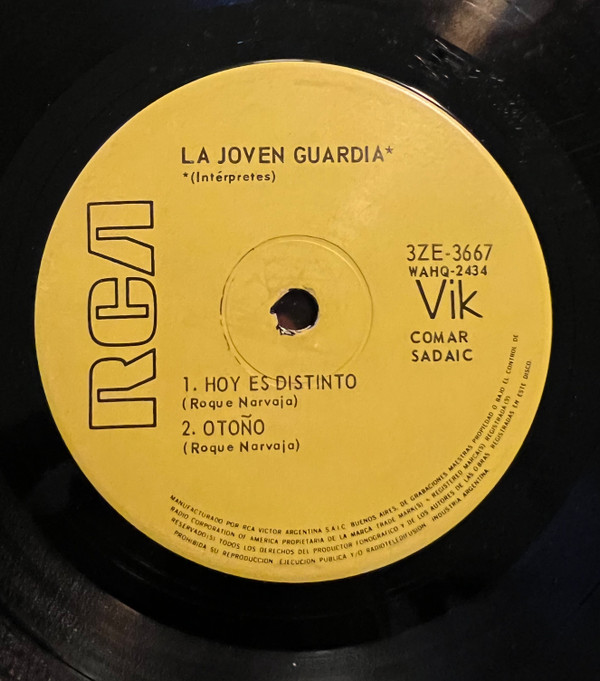 LA JOVEN GUARDIA*
*(Intérpretes)
RCA
3ZE-3667
WAHQ-2434
Vik
COMAR
SADAIC
1. HOY ES DISTINTO
(Roque Narvaja)
2. OTOÑO
(Roque Narvaja)
MANUFACTURADO POR RCA VICTOR ARGENTINA S.A.I.C. BUENOS AIRES, DE GRABACIONES MAESTRAS PROPIEDAD O BAJO EL CONTROL DE
RADIO CORPORATION OF AMERICA PROPIETARIA DE LA MARCA. TRADE MARK(S) REGISTERED MARCA(S) REGISTRADA(S)
RESERVADO(S) TODOS LOS DERECHOS DEL PRODUCTOR FONOGRAFICO Y DE LOS AUTORES DE LAS OBRAS REGISTRADAS EN ESTE DISCO.
PROHIBIDA SU REPRODUCCION EJECUCION PUBLICA Y/O RADIOTELEDIFUSION. INDUSTRIA ARGENTINA